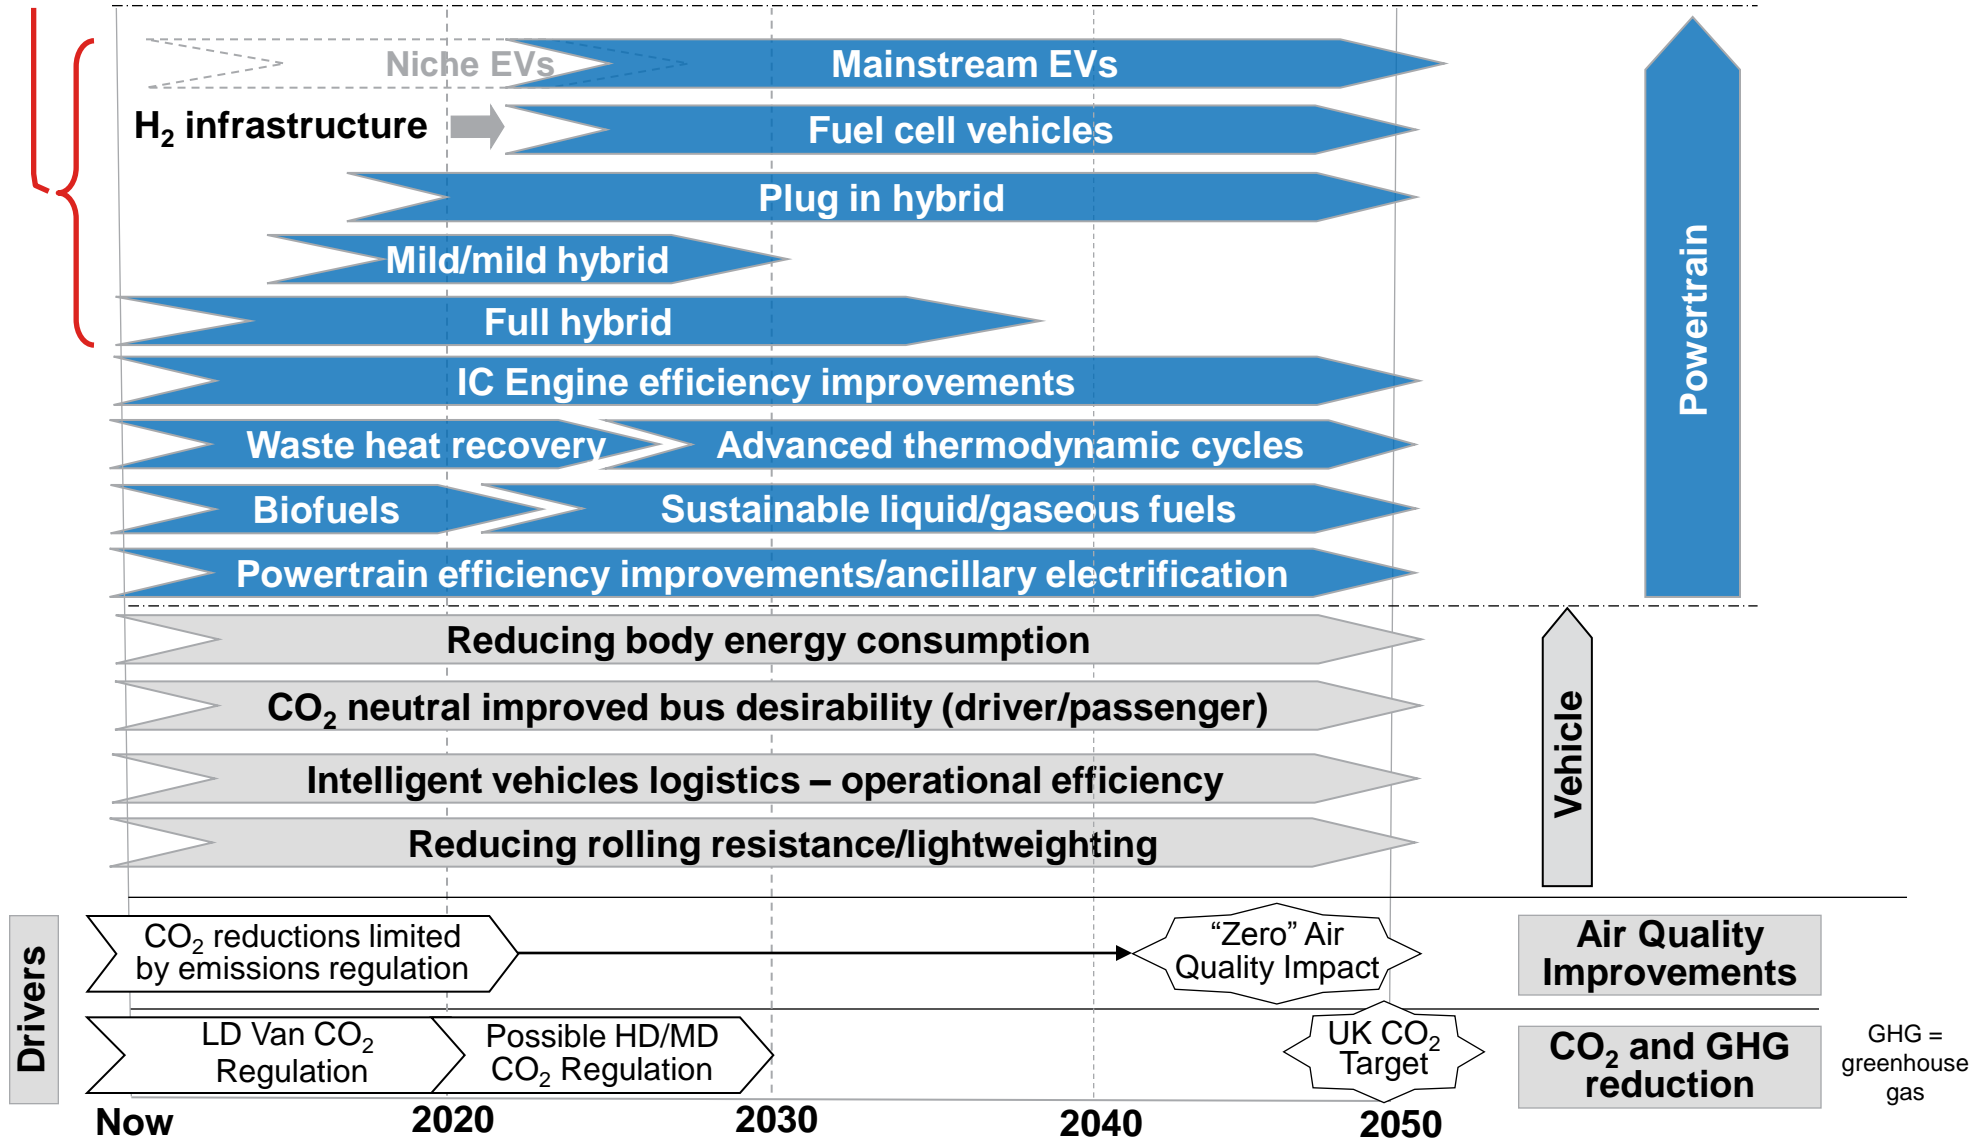 Niche EVs
Mainstream EVs
H₂ infrastructure
Fuel cell vehicles
Plug in hybrid
Mild/mild hybrid
Full hybrid
IC Engine efficiency improvements
Waste heat recovery
Advanced thermodynamic cycles
Biofuels
Sustainable liquid/gaseous fuels
Powertrain efficiency improvements/ancillary electrification
Powertrain
Reducing body energy consumption
CO₂ neutral improved bus desirability (driver/passenger)
Intelligent vehicles logistics – operational efficiency
Reducing rolling resistance/lightweighting
Vehicle
Drivers
CO₂ reductions limited
by emissions regulation
“Zero” Air
Quality Impact
Air Quality
Improvements
LD Van CO₂
Regulation
Possible HD/MD
CO₂ Regulation
UK CO₂
Target
CO₂ and GHG
reduction
GHG =
greenhouse
gas
Now
2020
2030
2040
2050